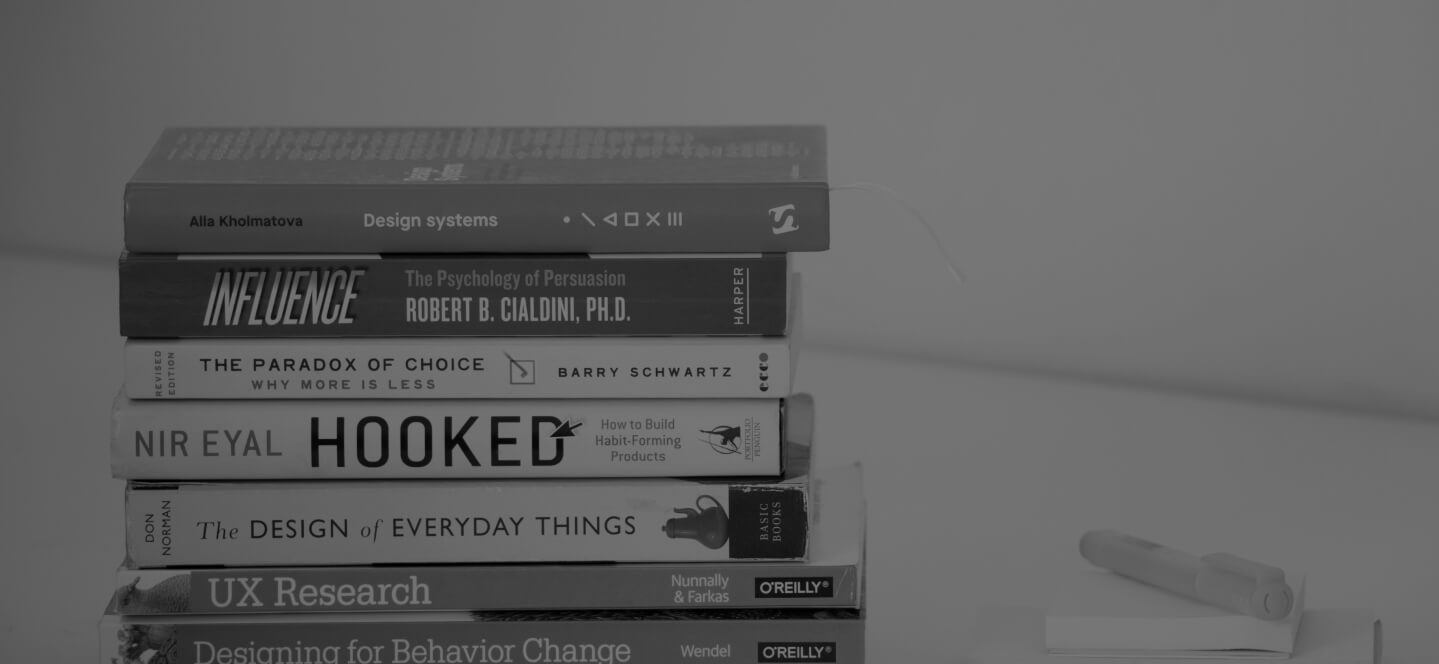 Alla Kholmatova Design systems
INFLUENCE
The Psychology of Persuasion
ROBERT B. CIALDINI, PH.D.
HARPER
REVISED
EDITION
THE PARADOX OF CHOICE
WHY MORE IS LESS
BARRY SCHWARTZ
ecco
NIR EYAL HOOKED
How to Build
Habit-Forming
Products
PORTFOLIO
PENGUIN
DON
NORMAN
The DESIGN of EVERYDAY THINGS
BASIC
BOOKS
UX Research
Nunnally
& Farkas
O'REILLY®
Designing for Behavior Change
Wendel
O'REILLY®